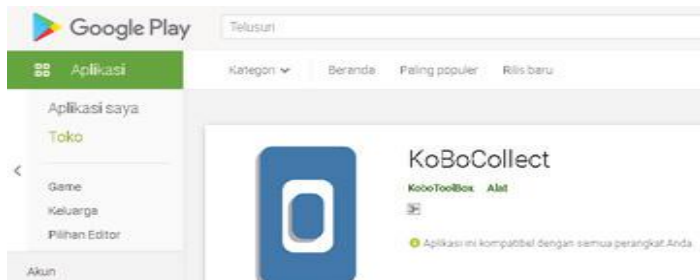 Google Play
Telusuri
Aplikasi
Kategori
Beranda
Paling populer
Rilis baru
Aplikasi saya
Toko
Game
Keluarga
Pilihan Editor
Akun
KoBoCollect
KoboToolBox Alat
Aplikasi ini kompatibel dengan semua perangkat Anda.